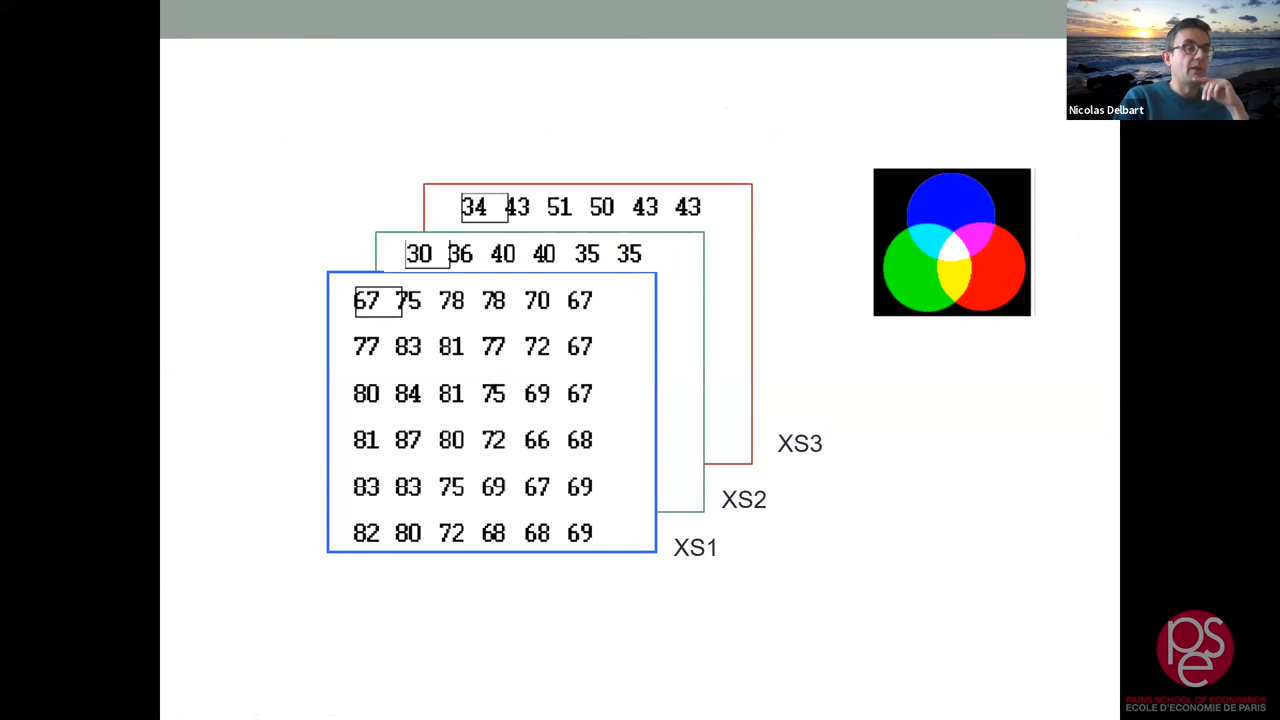 Nicolas Delbart
34 43 51 50 43 43
30 36 40 40 35 35
67 75 78 78 70 67
77 83 81 77 72 67
80 84 81 75 69 67
81 87 80 72 66 68
83 83 75 69 67 69
82 80 72 68 68 69
XS3
XS2
XS1
pse
PARIS SCHOOL OF ECONOMICS
ECOLE D'ECONOMIE DE PARIS